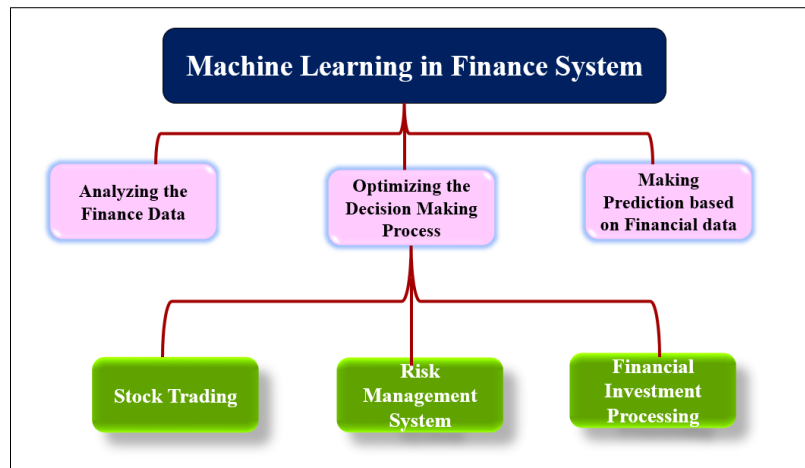 Machine Learning in Finance System
Analyzing the
Finance Data
Optimizing the
Decision Making
Process
Making
Prediction based
on Financial data
Stock Trading
Risk
Management
System
Financial
Investment
Processing